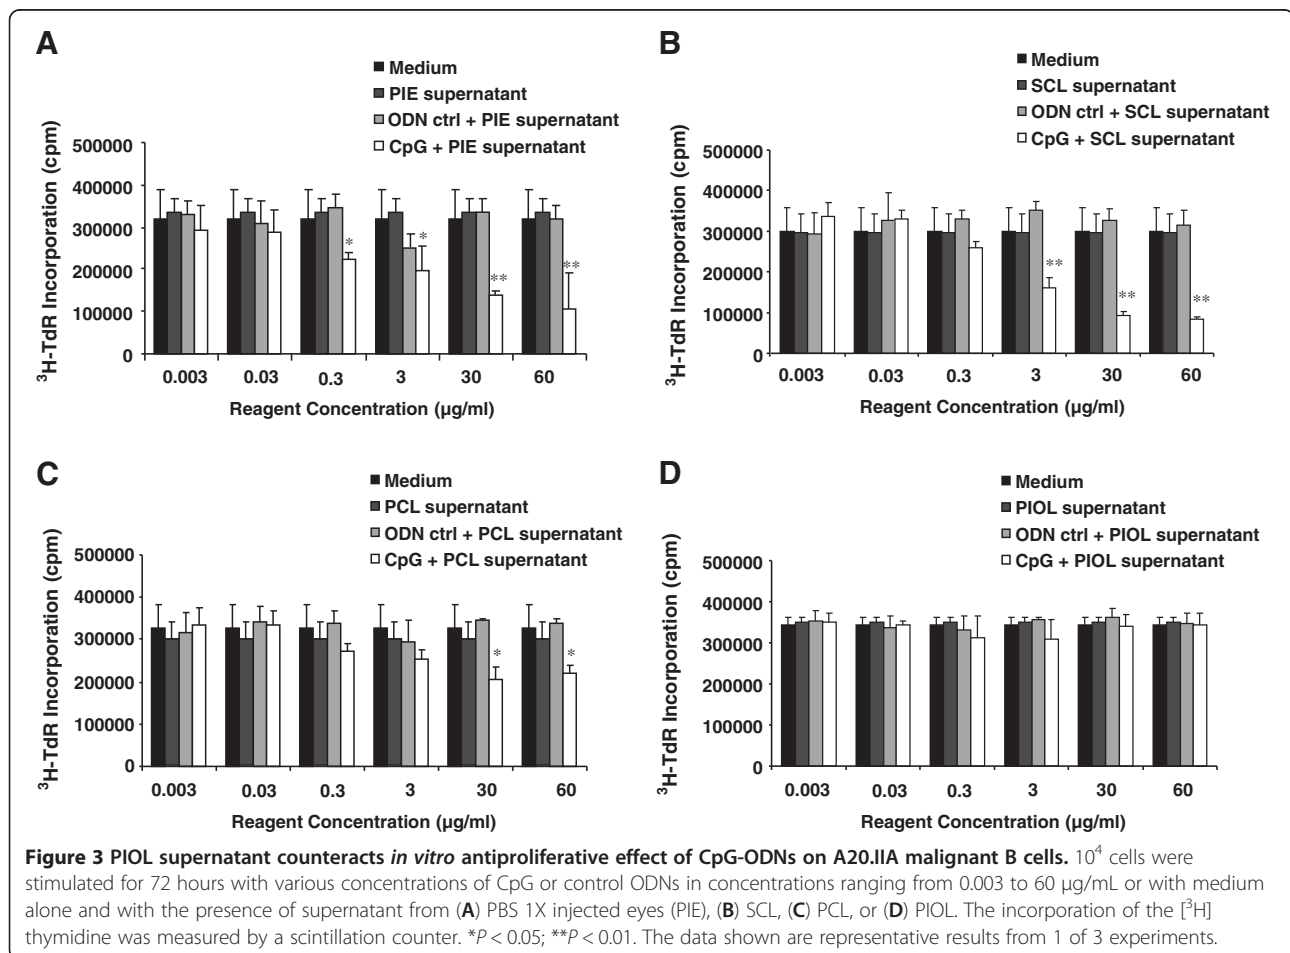 A
Medium
PIE supernatant
ODN ctrl + PIE supernatant
CpG + PIE supernatant
³H-TdR Incorporation (cpm)
500000
400000
300000
200000
100000
0
* * ** **
0.003 0.03 0.3 3 30 60
Reagent Concentration (µg/ml)
B
Medium
SCL supernatant
ODN ctrl + SCL supernatant
CpG + SCL supernatant
³H-TdR Incorporation (cpm)
500000
400000
300000
200000
100000
0
** ** **
0.003 0.03 0.3 3 30 60
Reagent Concentration (µg/ml)
C
Medium
PCL supernatant
ODN ctrl + PCL supernatant
CpG + PCL supernatant
³H-TdR Incorporation (cpm)
500000
400000
300000
200000
100000
0
* *
0.003 0.03 0.3 3 30 60
Reagent Concentration (µg/ml)
D
Medium
PIOL supernatant
ODN ctrl + PIOL supernatant
CpG + PIOL supernatant
³H-TdR Incorporation (cpm)
500000
400000
300000
200000
100000
0
0.003 0.03 0.3 3 30 60
Reagent Concentration (µg/ml)
Figure 3 PIOL supernatant counteracts in vitro antiproliferative effect of CpG-ODNs on A20.IIA malignant B cells. 10⁴ cells were
stimulated for 72 hours with various concentrations of CpG or control ODNs in concentrations ranging from 0.003 to 60 µg/mL or with medium
alone and with the presence of supernatant from (A) PBS 1X injected eyes (PIE), (B) SCL, (C) PCL, or (D) PIOL. The incorporation of the [³H]
thymidine was measured by a scintillation counter. *P < 0.05; **P < 0.01. The data shown are representative results from 1 of 3 experiments.